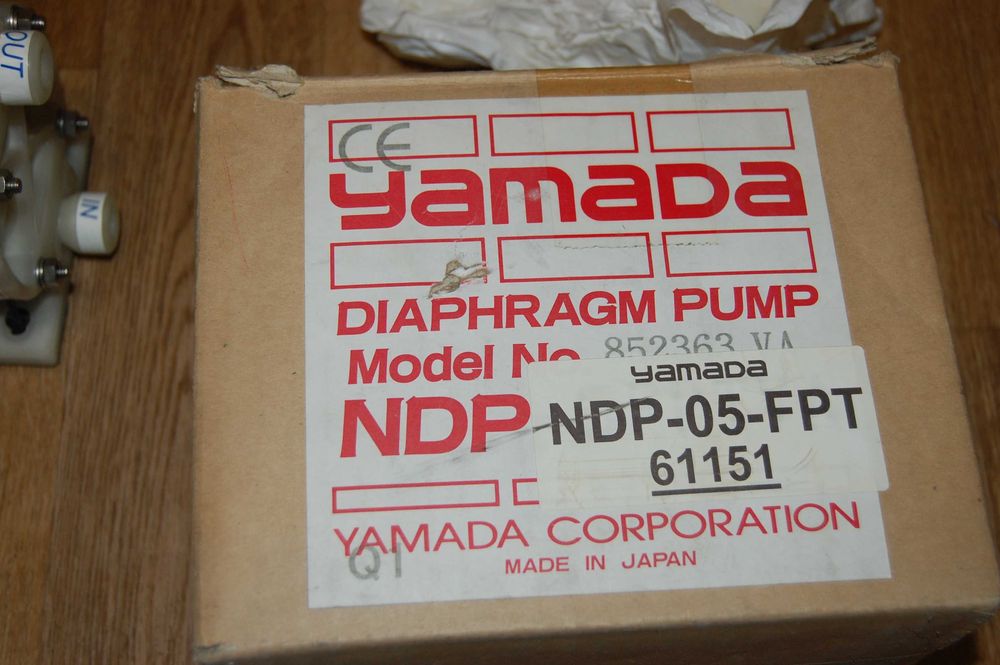 OUT
IN
CE
yamada
DIAPHRAGM PUMP
Model No 852363 VA
NDP
yamada
NDP-05-FPT
61151
YAMADA CORPORATION
Q1
MADE IN JAPAN